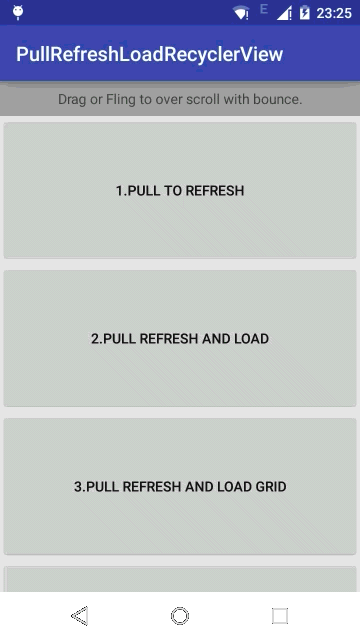 E 23:25
PullRefreshLoadRecyclerView
Drag or Fling to over scroll with bounce.
1.PULL TO REFRESH
2.PULL REFRESH AND LOAD
3.PULL REFRESH AND LOAD GRID